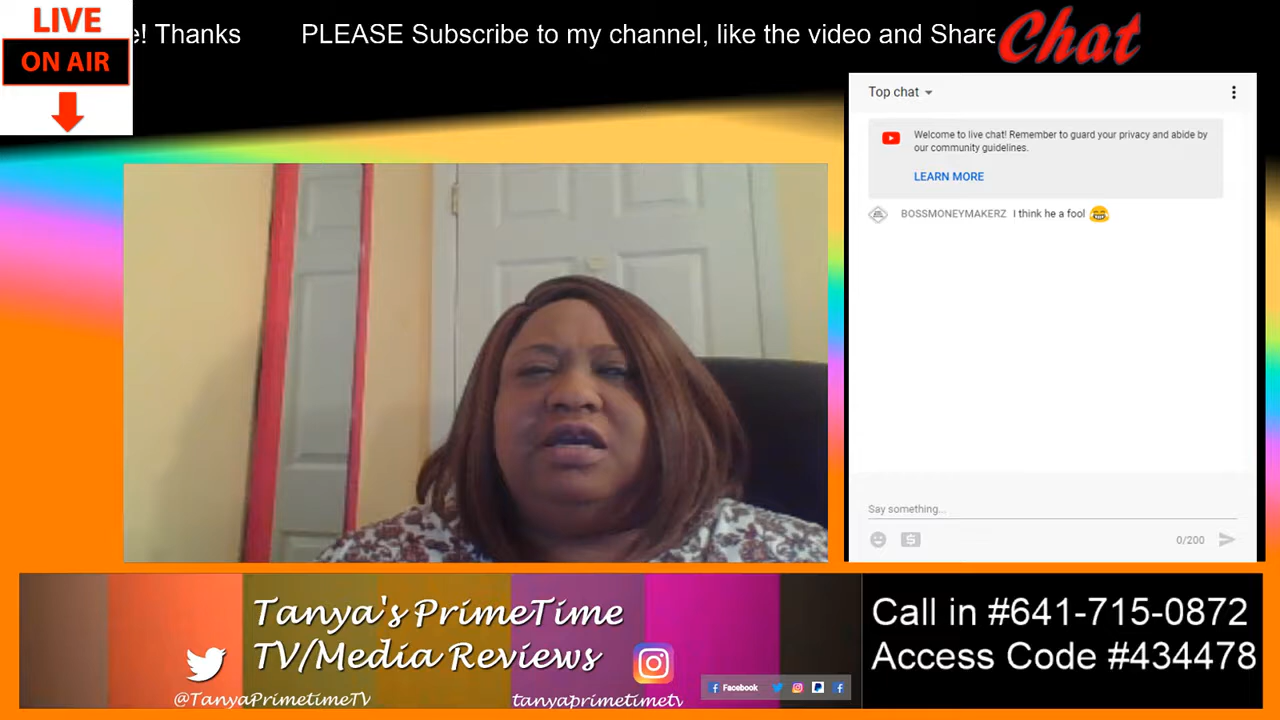 LIVE
ON AIR
e! Thanks PLEASE Subscribe to my channel, like the video and Share
Chat
Top chat
Welcome to live chat! Remember to guard your privacy and abide by
our community guidelines.
LEARN MORE
BOSSMONEYMAKERZ I think he a fool 😂
Say something...
0/200
Tanya's PrimeTime
TV/Media Reviews
@TanyaPrimetimeTV
tanyaprimetimetv
Facebook
Call in #641-715-0872
Access Code #434478